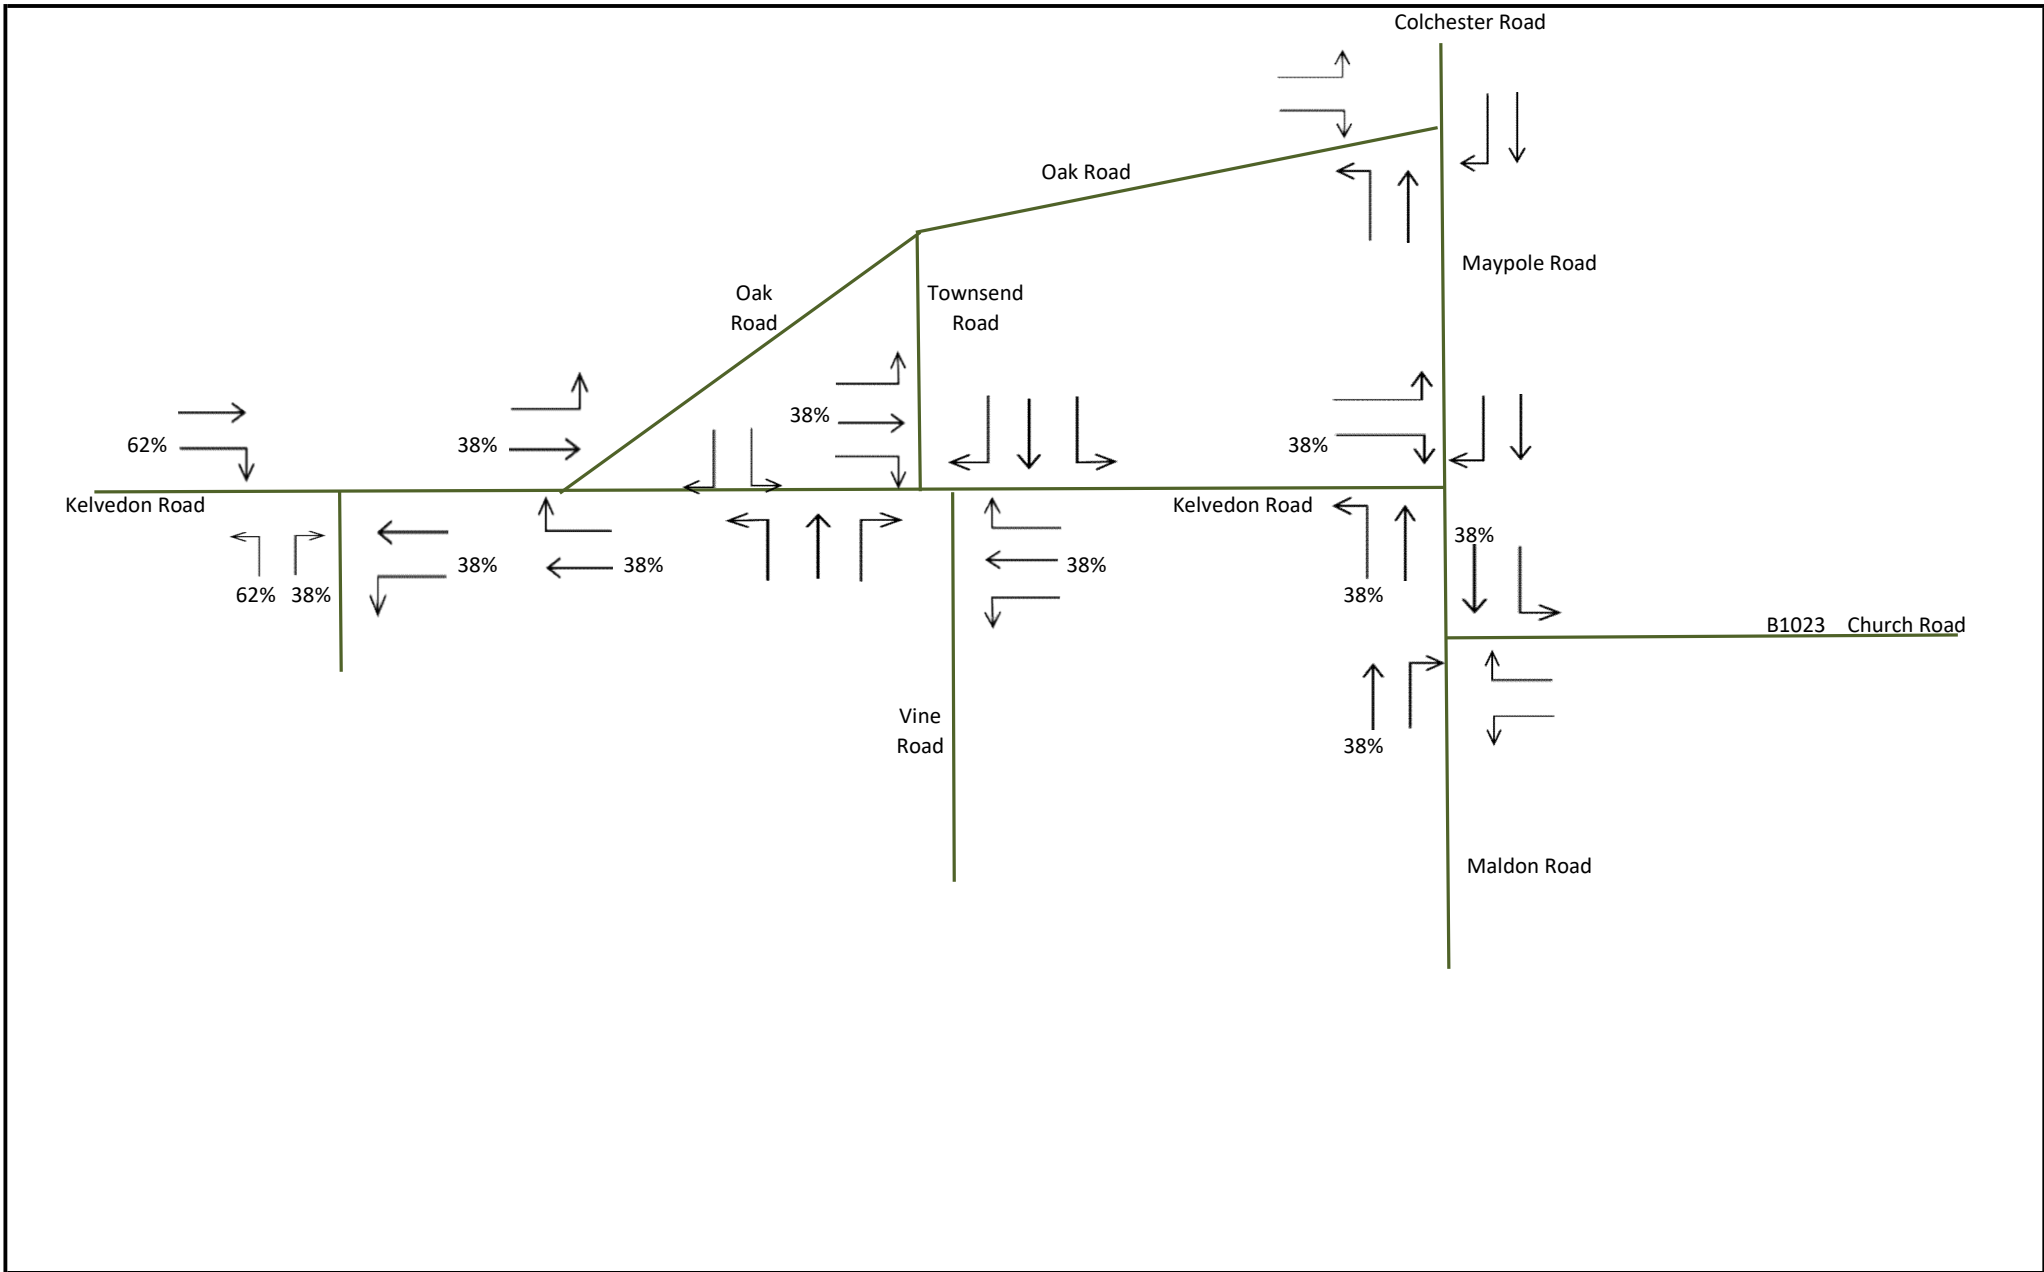 Colchester Road
Oak Road
Maypole Road
Oak
Road
Townsend
Road
38%
62%
38%
38%
Kelvedon Road
Kelvedon Road
38%
38%
38%
38%
62% 38%
38%
B1023 Church Road
Vine
Road
38%
Maldon Road